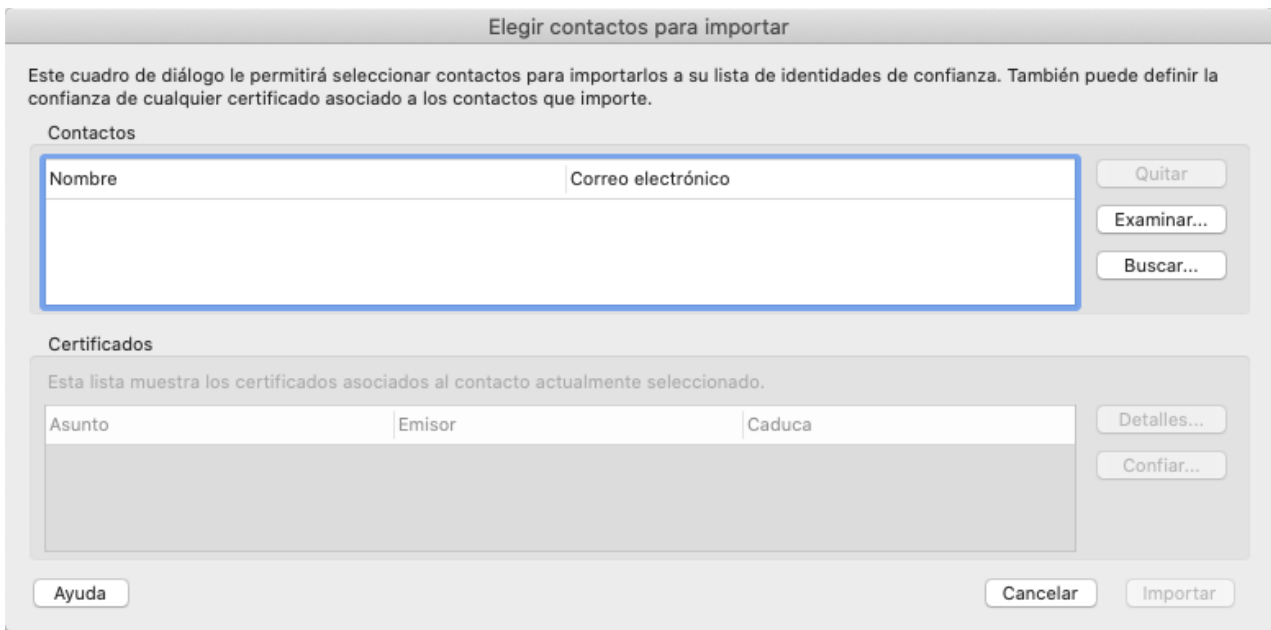 Elegir contactos para importar
Este cuadro de diálogo le permitirá seleccionar contactos para importarlos a su lista de identidades de confianza. También puede definir la
confianza de cualquier certificado asociado a los contactos que importe.
Contactos
Nombre
Correo electrónico
Quitar
Examinar...
Buscar...
Certificados
Esta lista muestra los certificados asociados al contacto actualmente seleccionado.
Asunto
Emisor
Caduca
Detalles...
Confiar...
Ayuda
Cancelar
Importar